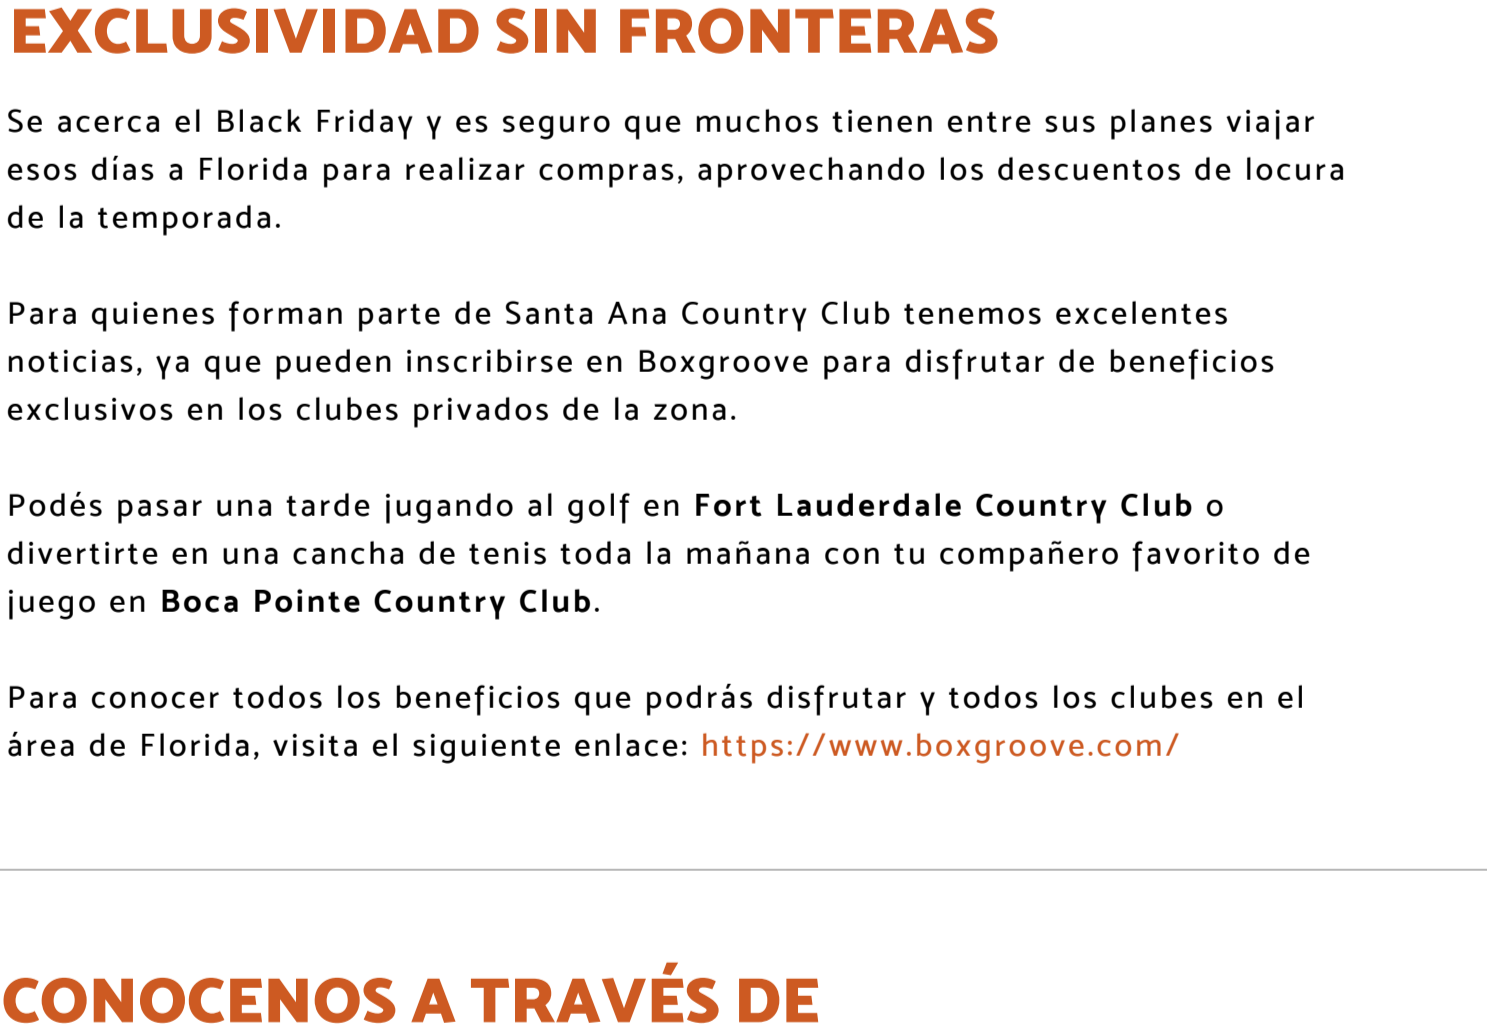 EXCLUSIVIDAD SIN FRONTERAS
Se acerca el Black Friday y es seguro que muchos tienen entre sus planes viajar
esos días a Florida para realizar compras, aprovechando los descuentos de locura
de la temporada.
Para quienes forman parte de Santa Ana Country Club tenemos excelentes
noticias, ya que pueden inscribirse en Boxgroove para disfrutar de beneficios
exclusivos en los clubes privados de la zona.
Podés pasar una tarde jugando al golf en Fort Lauderdale Country Club o
divertirte en una cancha de tenis toda la mañana con tu compañero favorito de
juego en Boca Pointe Country Club.
Para conocer todos los beneficios que podrás disfrutar y todos los clubes en el
área de Florida, visita el siguiente enlace: https://www.boxgroove.com/
CONOCENOS A TRAVÉS DE